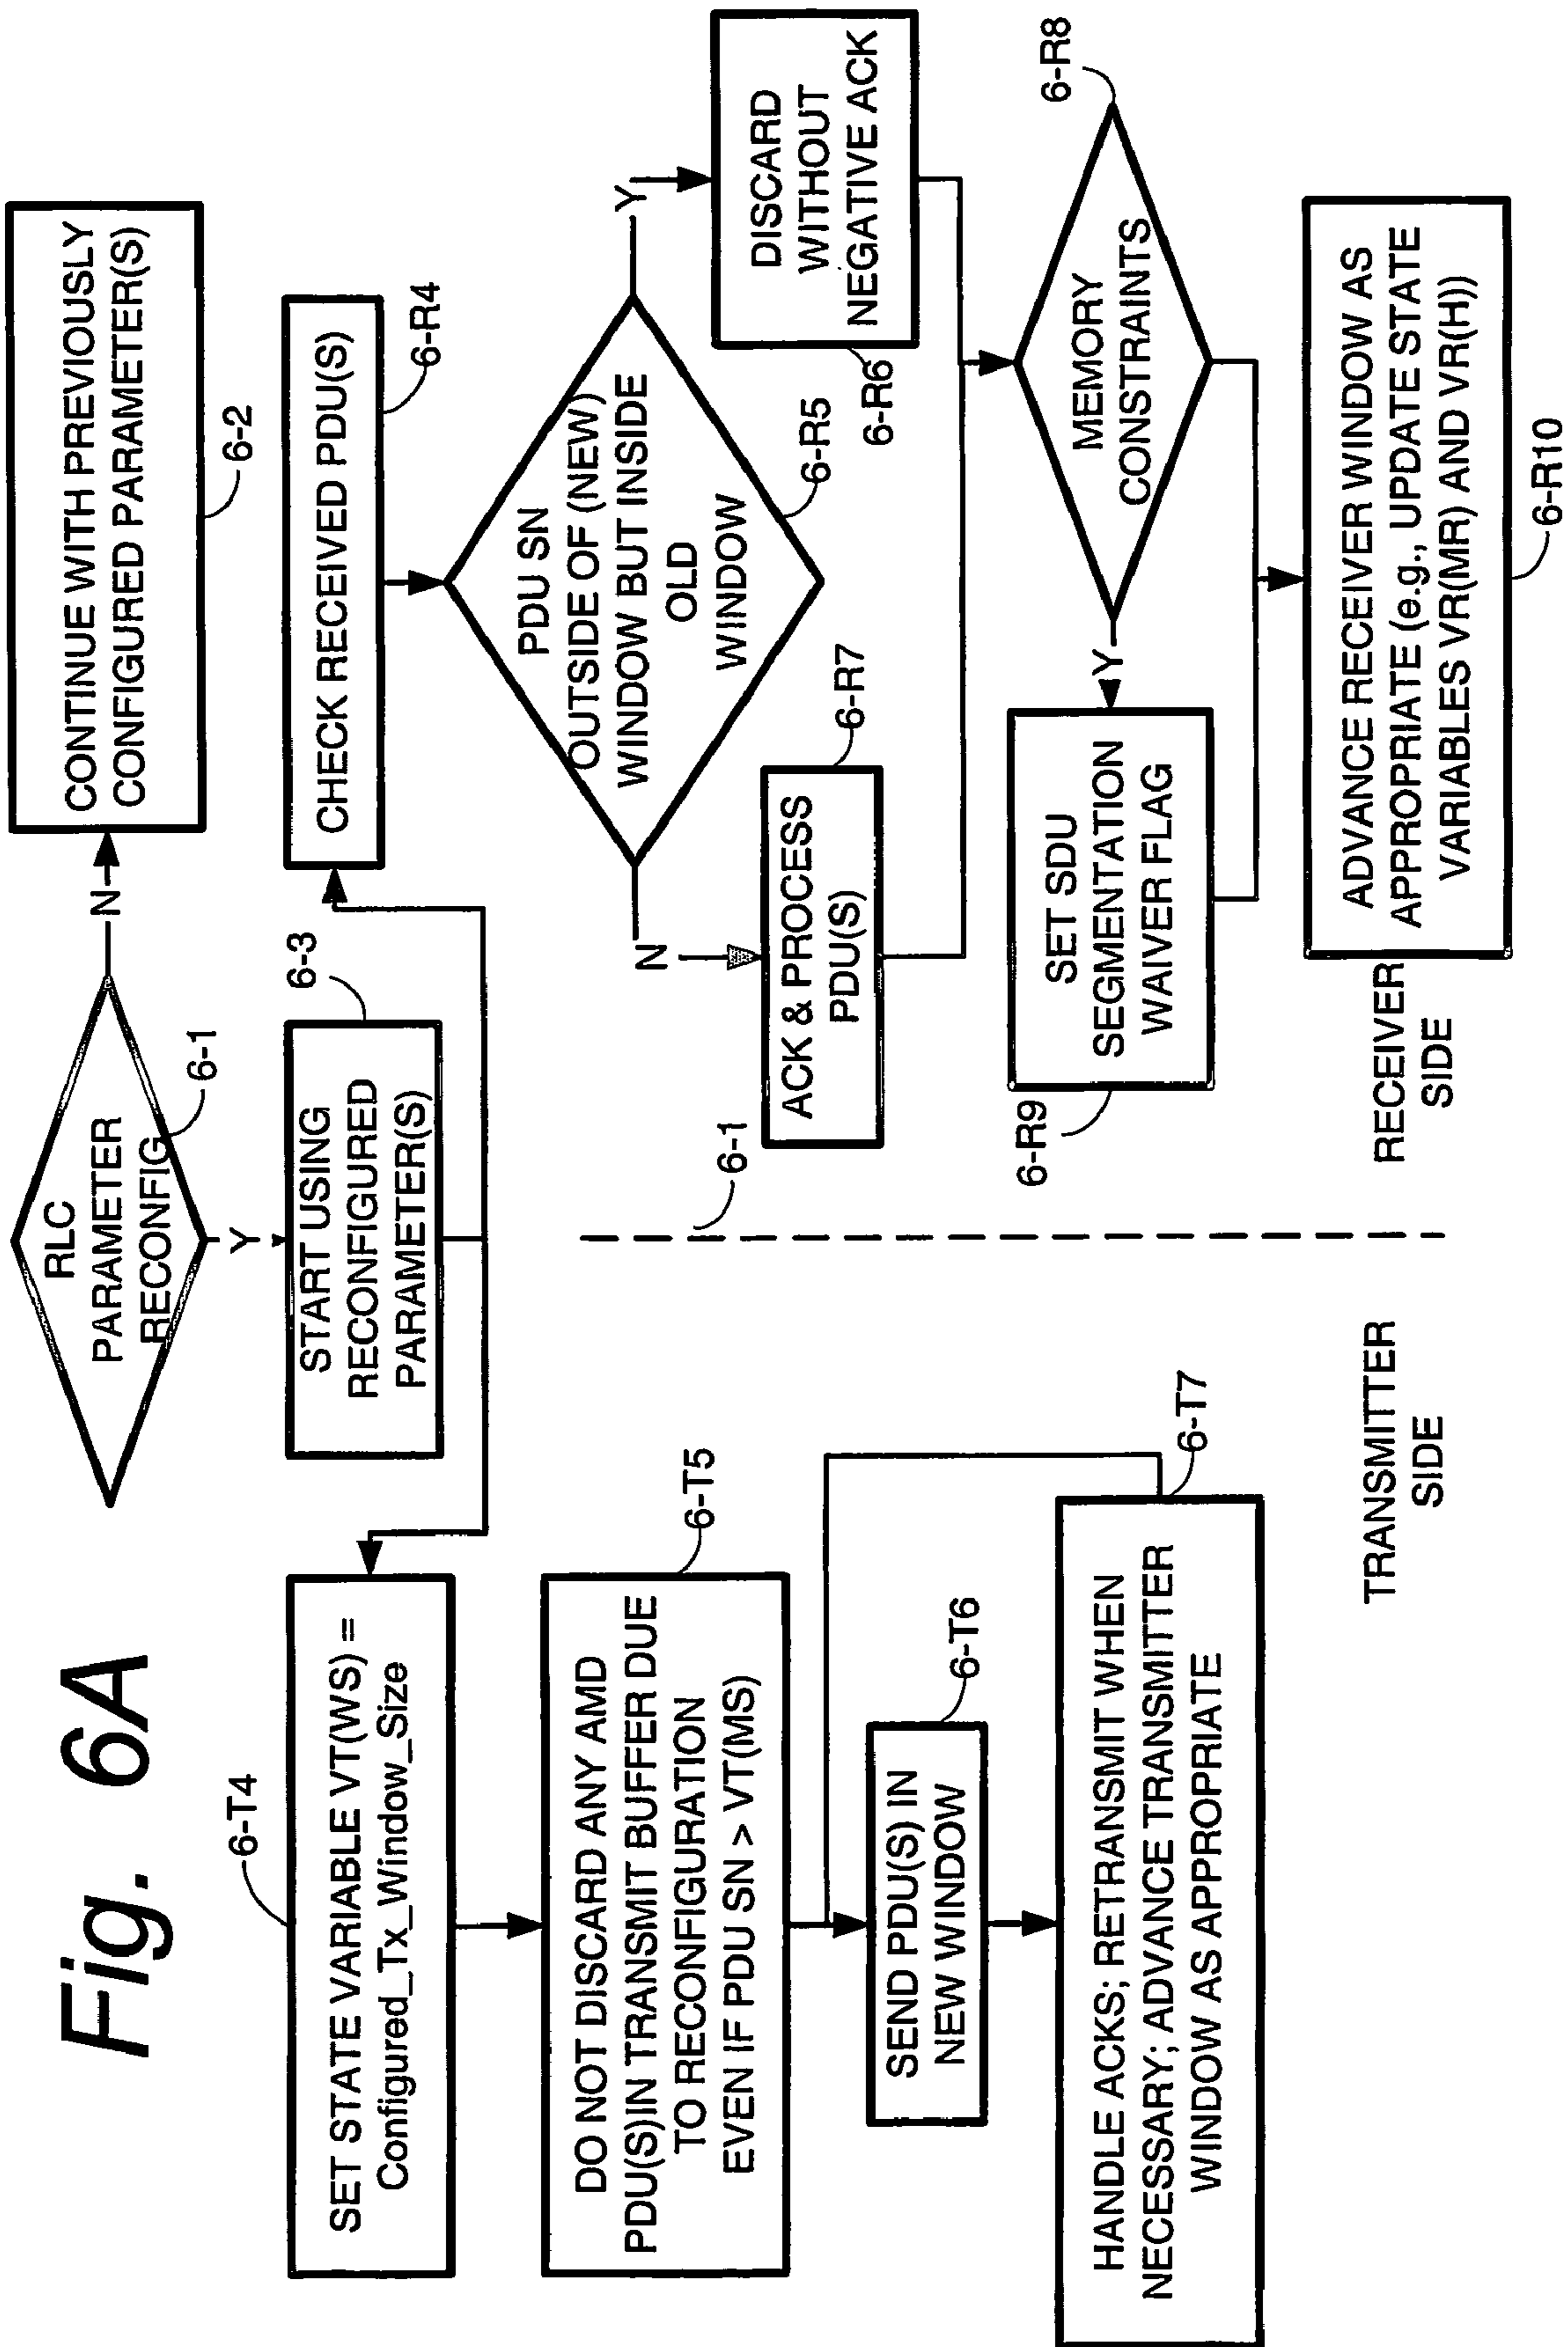 Fig. 6A
RLC
PARAMETER
RECONFIG
6-1
N
CONTINUE WITH PREVIOUSLY
CONFIGURED PARAMETER(S)
6-2
Y
START USING
RECONFIGURED
PARAMETER(S)
6-3
6-T4
SET STATE VARIABLE VT(WS) =
Configured_Tx_Window_Size
DO NOT DISCARD ANY AMD
PDU(S)IN TRANSMIT BUFFER DUE
TO RECONFIGURATION
EVEN IF PDU SN > VT(MS)
6-T5
SEND PDU(S) IN
NEW WINDOW
6-T6
HANDLE ACKS; RETRANSMIT WHEN
NECESSARY; ADVANCE TRANSMITTER
WINDOW AS APPROPRIATE
6-T7
TRANSMITTER
SIDE
6-1
CHECK RECEIVED PDU(S)
6-R4
PDU SN
OUTSIDE OF (NEW)
WINDOW BUT INSIDE
OLD
WINDOW
6-R5
Y
DISCARD
WITHOUT
NEGATIVE ACK
6-R6
N
ACK & PROCESS
PDU(S)
6-R7
MEMORY
CONSTRAINTS
6-R8
Y
SET SDU
SEGMENTATION
WAIVER FLAG
6-R9
ADVANCE RECEIVER WINDOW AS
APPROPRIATE (e.g., UPDATE STATE
VARIABLES VR(MR) AND VR(H))
6-R10
RECEIVER
SIDE